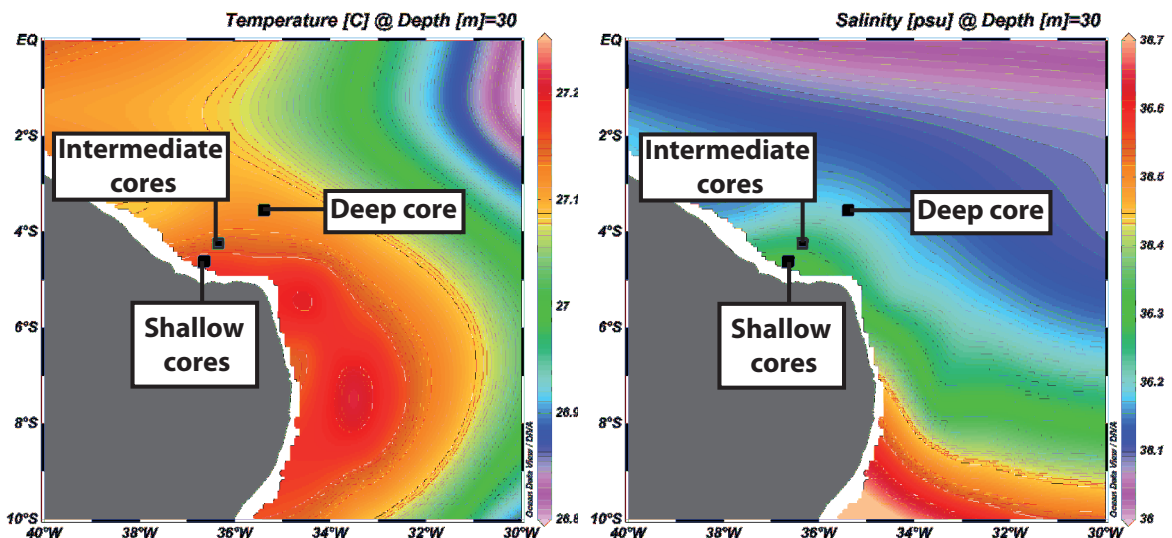 Temperature [C] @ Depth [m]=30
EQ
2°S
4°S
6°S
8°S
10°S
40°W
38°W
36°W
34°W
32°W
30°W
Intermediate
cores
Deep core
Shallow
cores
27.2
27.1
27
26.9
26.8
Ocean Data View / DIVA
Salinity [psu] @ Depth [m]=30
EQ
2°S
4°S
6°S
8°S
10°S
40°W
38°W
36°W
34°W
32°W
30°W
Intermediate
cores
Deep core
Shallow
cores
36.7
36.6
36.5
36.4
36.3
36.2
36.1
36
Ocean Data View / DIVA